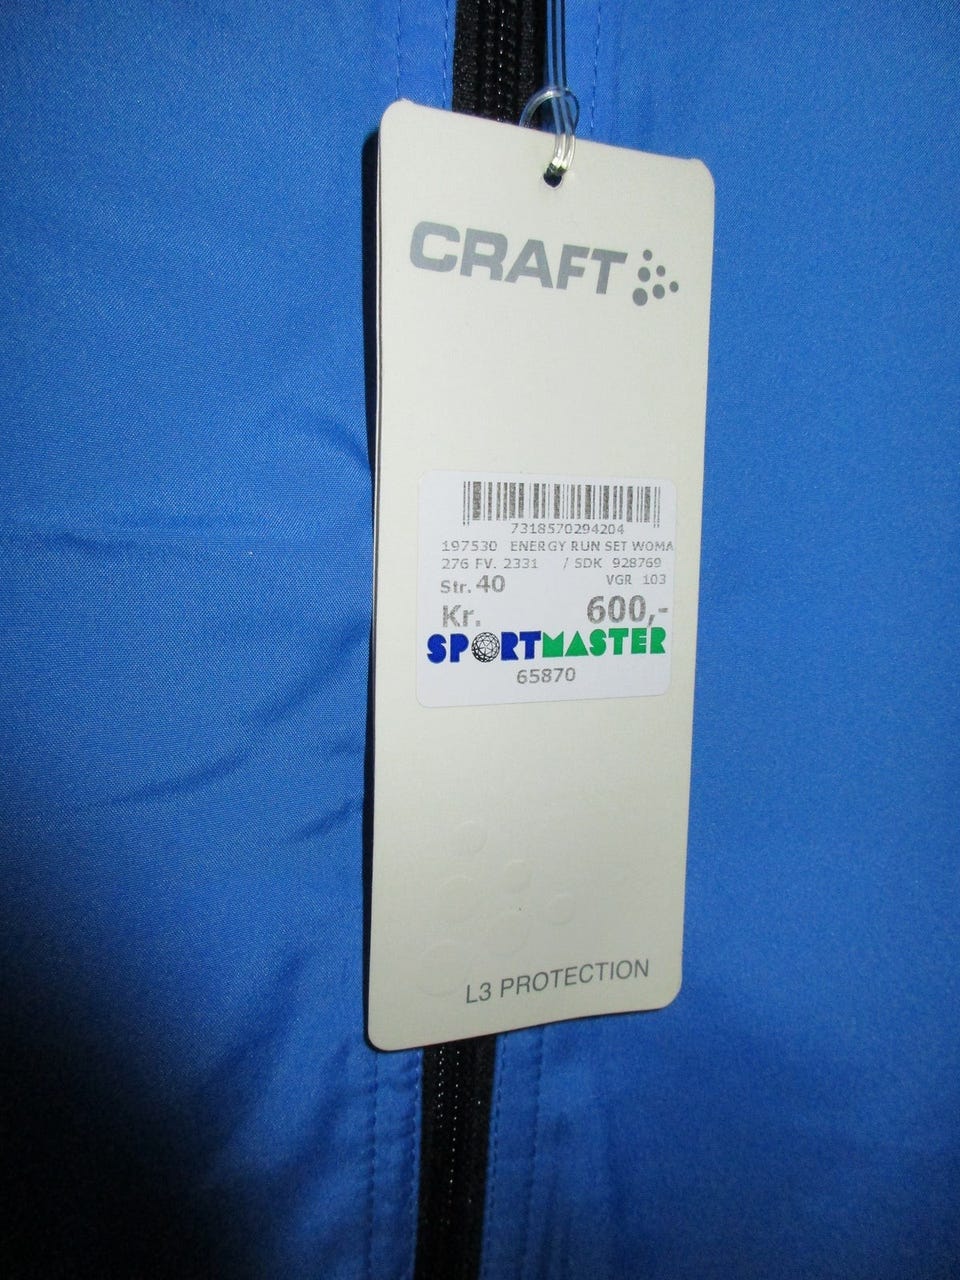 CRAFT
7318570294204
197530 ENERGY RUN SET WOMA
276 FV. 2331 / SDK 928769
Str. 40 VGR 103
Kr. 600,-
SPORTMASTER
65870
L3 PROTECTION